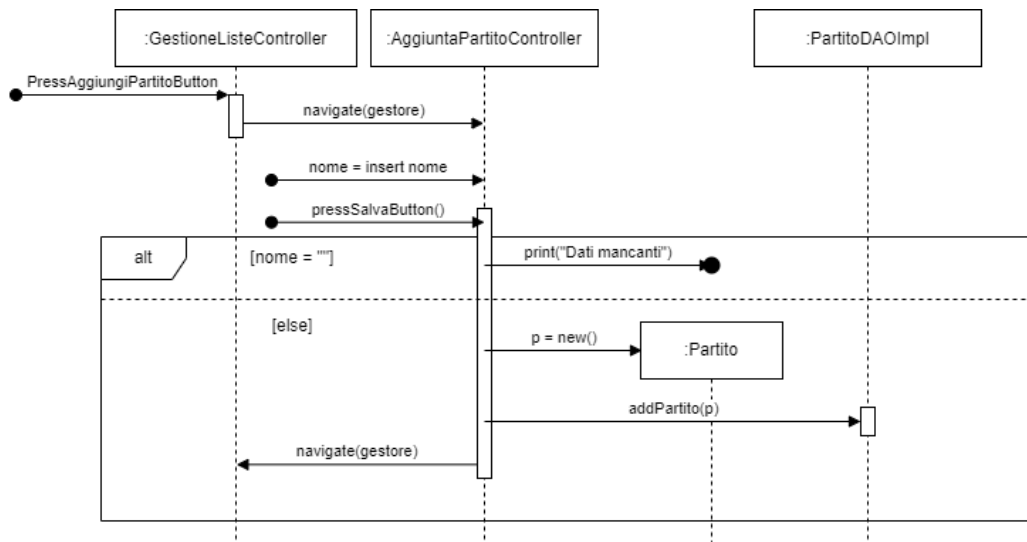 :GestioneListeController
:AggiuntaPartitoController
:PartitoDAOImpl
PressAggiungiPartitoButton
navigate(gestore)
nome = insert nome
pressSalvaButton()
alt
[nome = ""]
print("Dati mancanti")
[else]
p = new()
:Partito
addPartito(p)
navigate(gestore)